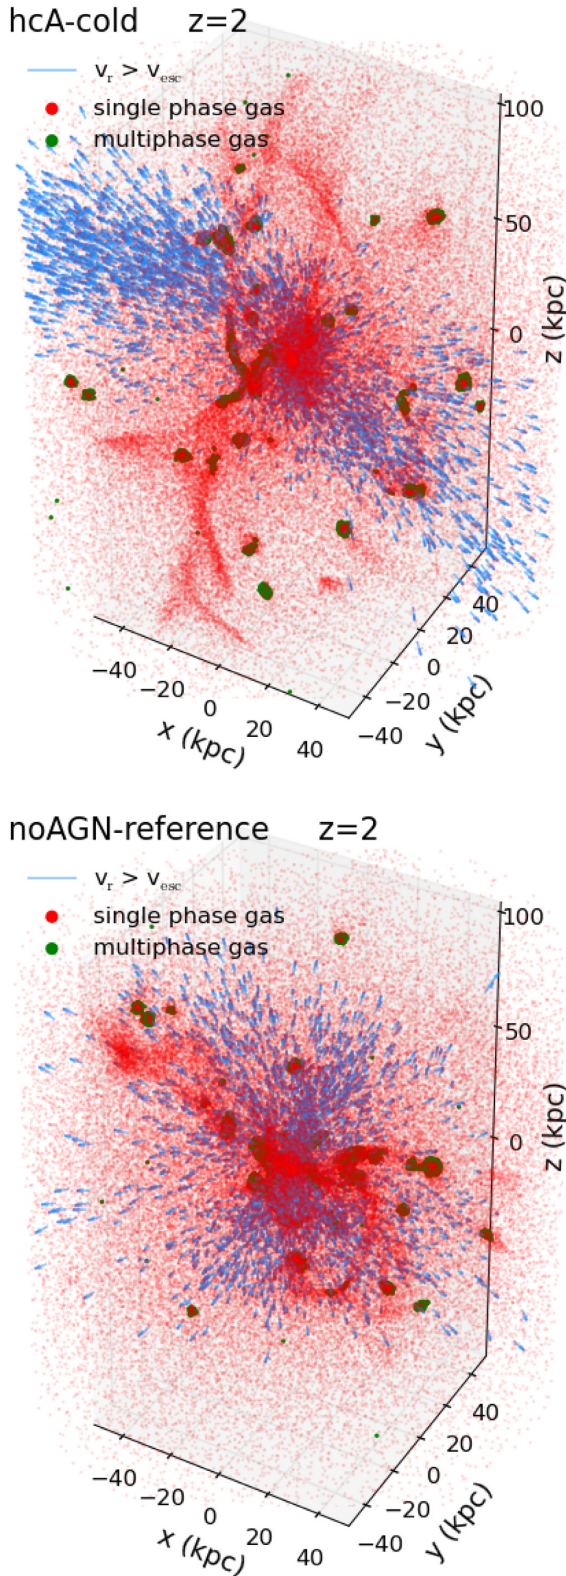 hcA-cold z=2
v_r > v_esc
single phase gas
multiphase gas
100
50
0
z (kpc)
40
20
0
−20
−40
y (kpc)
−40
−20
0
20
40
x (kpc)
noAGN-reference z=2
v_r > v_esc
single phase gas
multiphase gas
100
50
0
z (kpc)
40
20
0
−20
−40
y (kpc)
−40
−20
0
20
40
x (kpc)